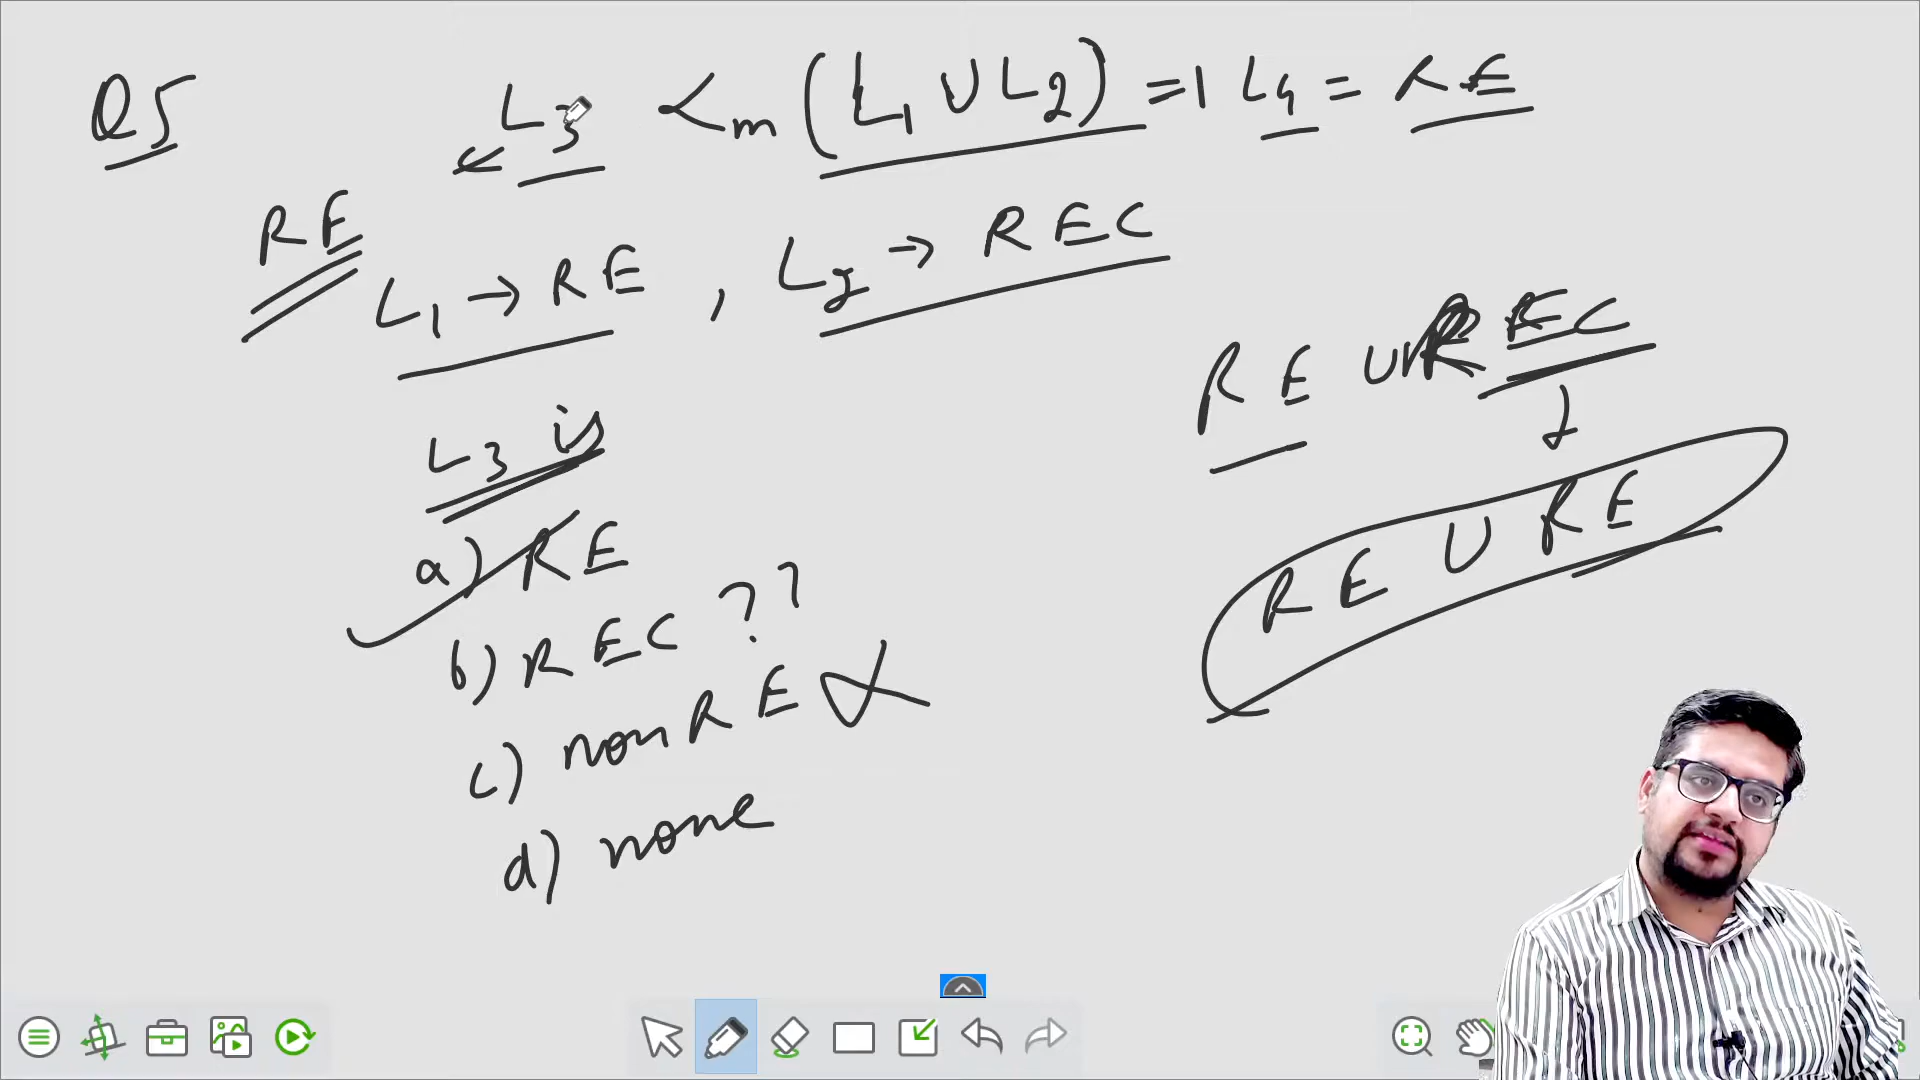 Q5 L3 <m (L1 ∪ L2) = L4 = RE
RE
L1 → RE , L2 → REC
RE ∪ REC
L3 is
RE ∪ RE
a) RE
b) REC ??
c) non RE
d) none